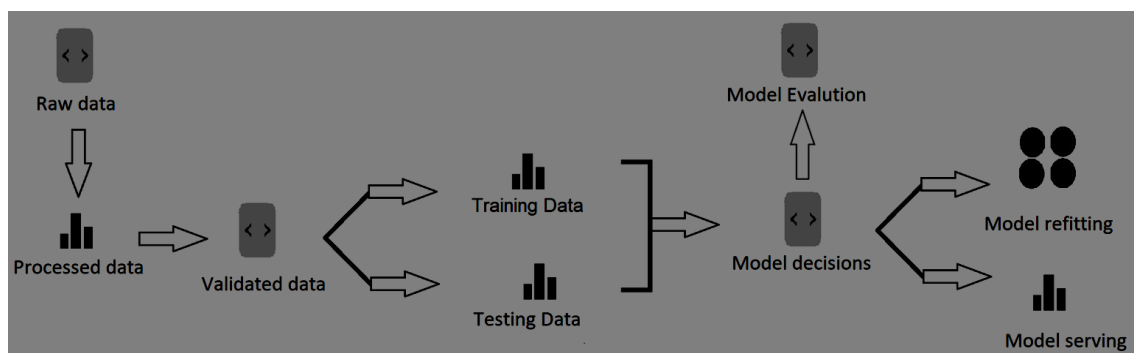 Raw data
Processed data
Validated data
Training Data
Testing Data
Model Evalution
Model decisions
Model refitting
Model serving